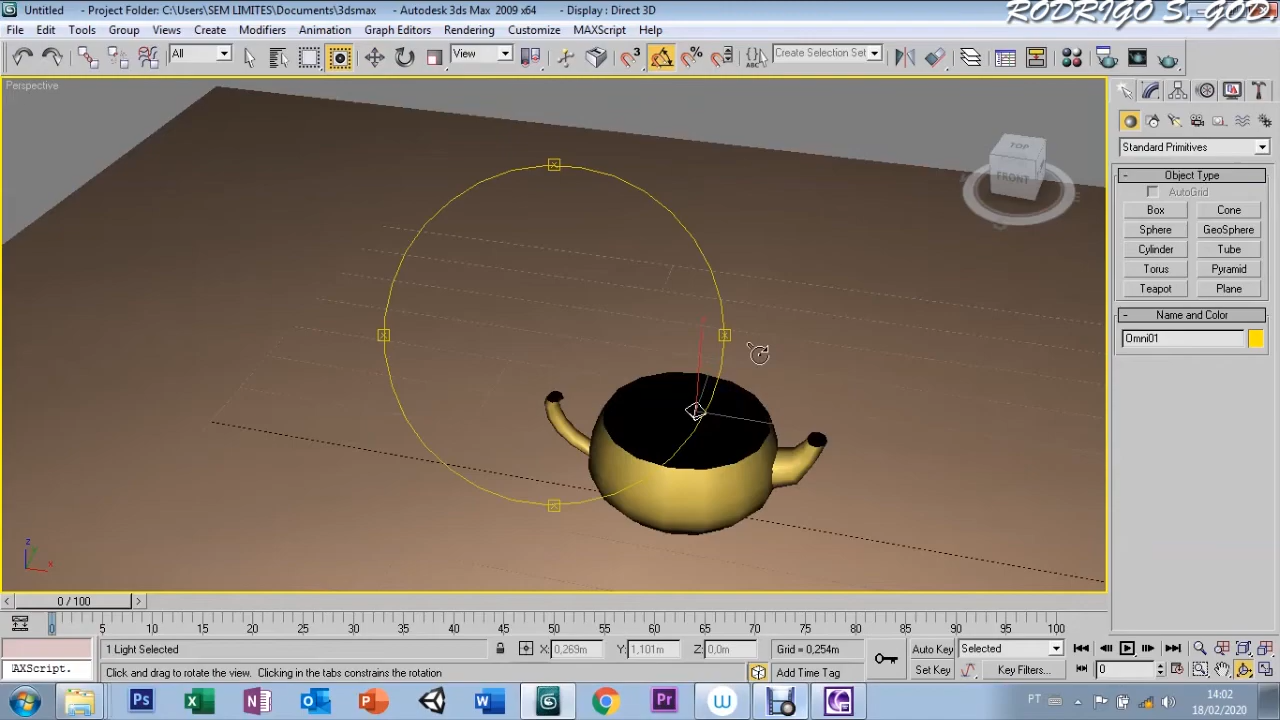 Untitled - Project Folder: C:\Users\SEM LIMITES\Documents\3dsmax - Autodesk 3ds Max 2009 x64 - Display : Direct 3D
RODRIGO S. GOD
File Edit Tools Group Views Create Modifiers Animation Graph Editors Rendering Customize MAXScript Help
All View 3 % ABC Create Selection Set
Perspective
TOP
FRONT
Standard Primitives
- Object Type
AutoGrid
Box Cone
Sphere GeoSphere
Cylinder Tube
Torus Pyramid
Teapot Plane
- Name and Color
Omni01
z
x
< 0 / 100 >
0 5 10 15 20 25 30 35 40 45 50 55 60 65 70 75 80 85 90 95 100
1 Light Selected X: 0,269m Y: 1,101m Z: 0,0m Grid = 0,254m Auto Key Selected
AXScript. Click and drag to rotate the view. Clicking in the tabs constrains the rotation Add Time Tag Set Key Key Filters... 0
PT 14:02
18/02/2020